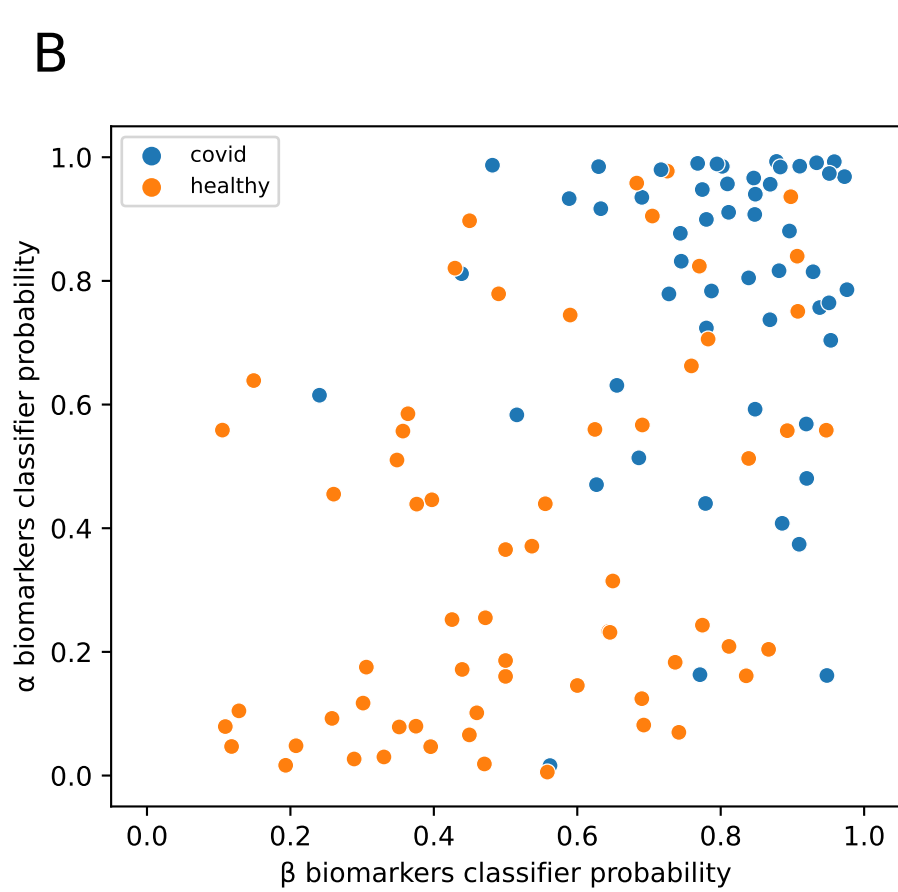 B
covid
healthy
1.0
0.8
0.6
0.4
0.2
0.0
α biomarkers classifier probability
0.0 0.2 0.4 0.6 0.8 1.0
β biomarkers classifier probability